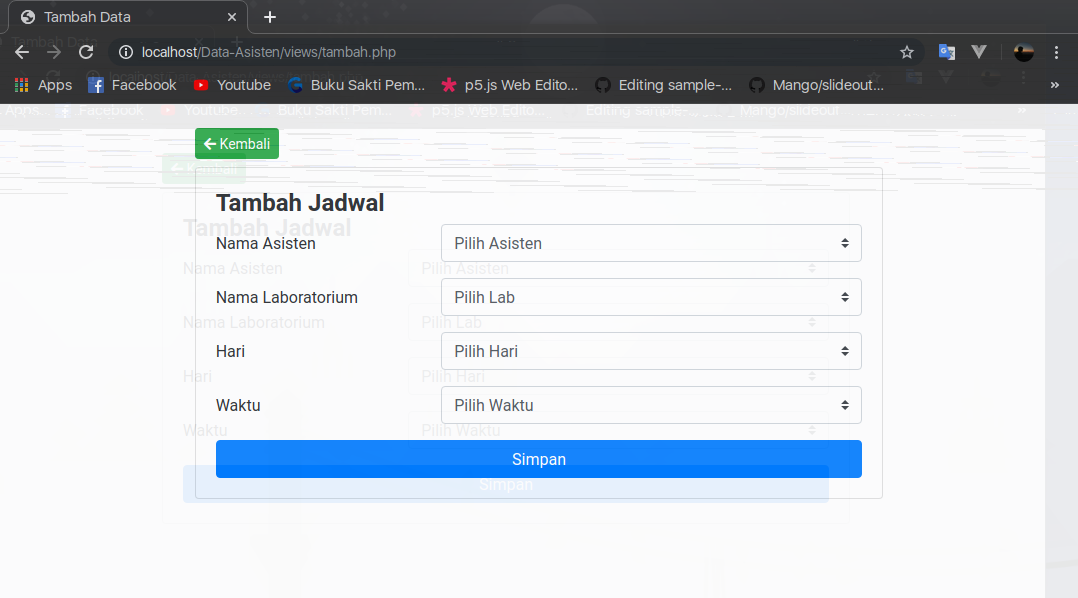 Tambah Data
localhost/Data-Asisten/views/tambah.php
Apps Facebook Youtube Buku Sakti Pem... p5.js Web Edito... Editing sample-... Mango/slideout... »
Kembali
Tambah Jadwal
Nama Asisten Pilih Asisten
Nama Laboratorium Pilih Lab
Hari Pilih Hari
Waktu Pilih Waktu
Simpan